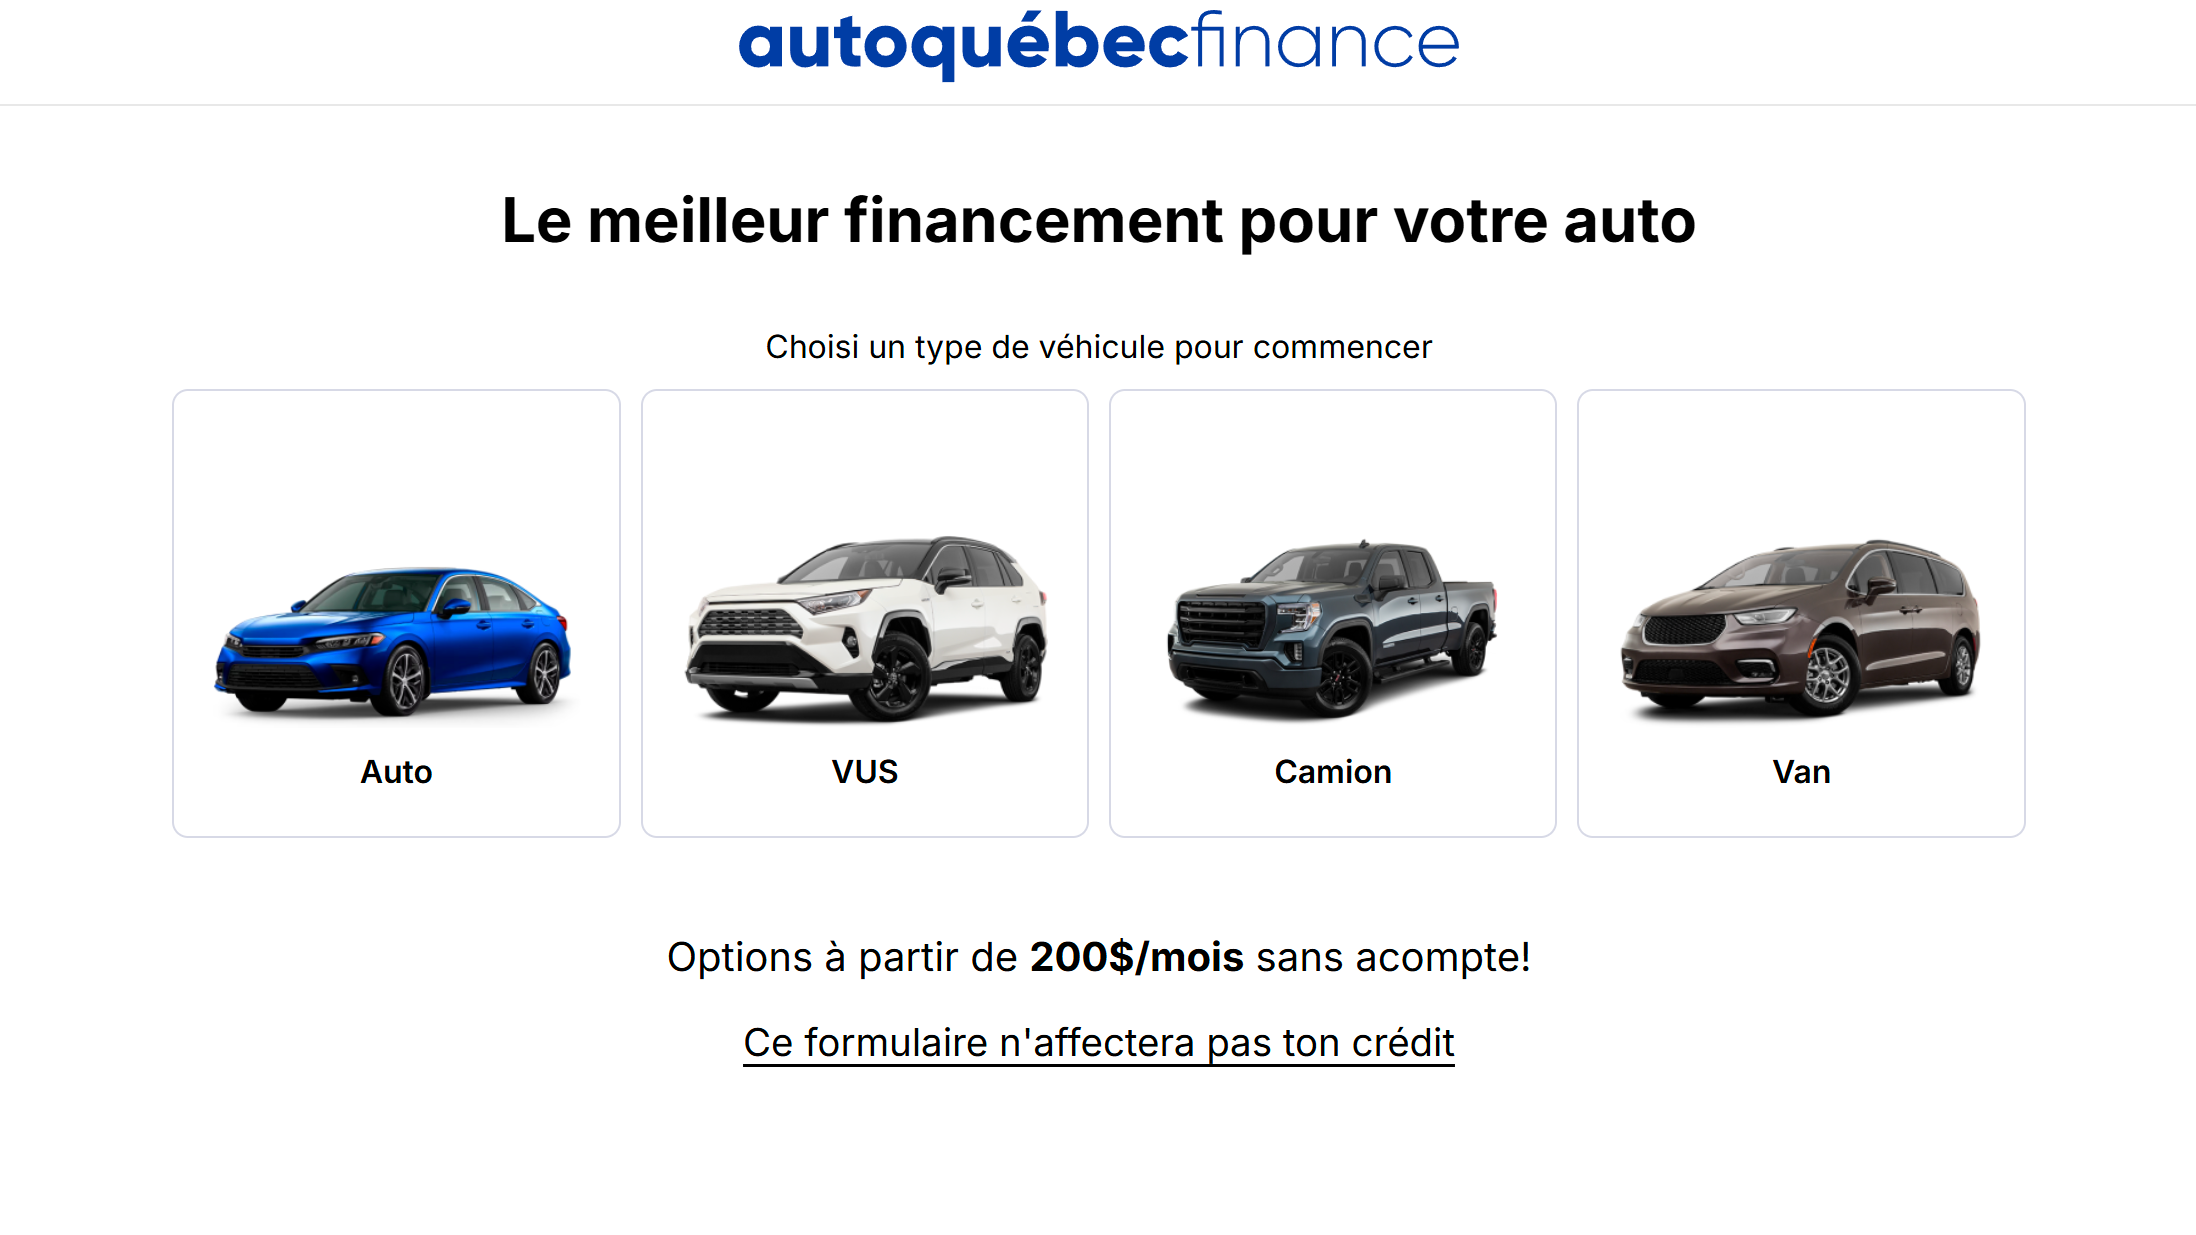 autoquébecfinance
Le meilleur financement pour votre auto
Choisi un type de véhicule pour commencer
Auto
VUS
Camion
Van
Options à partir de 200$/mois sans acompte!
Ce formulaire n'affectera pas ton crédit